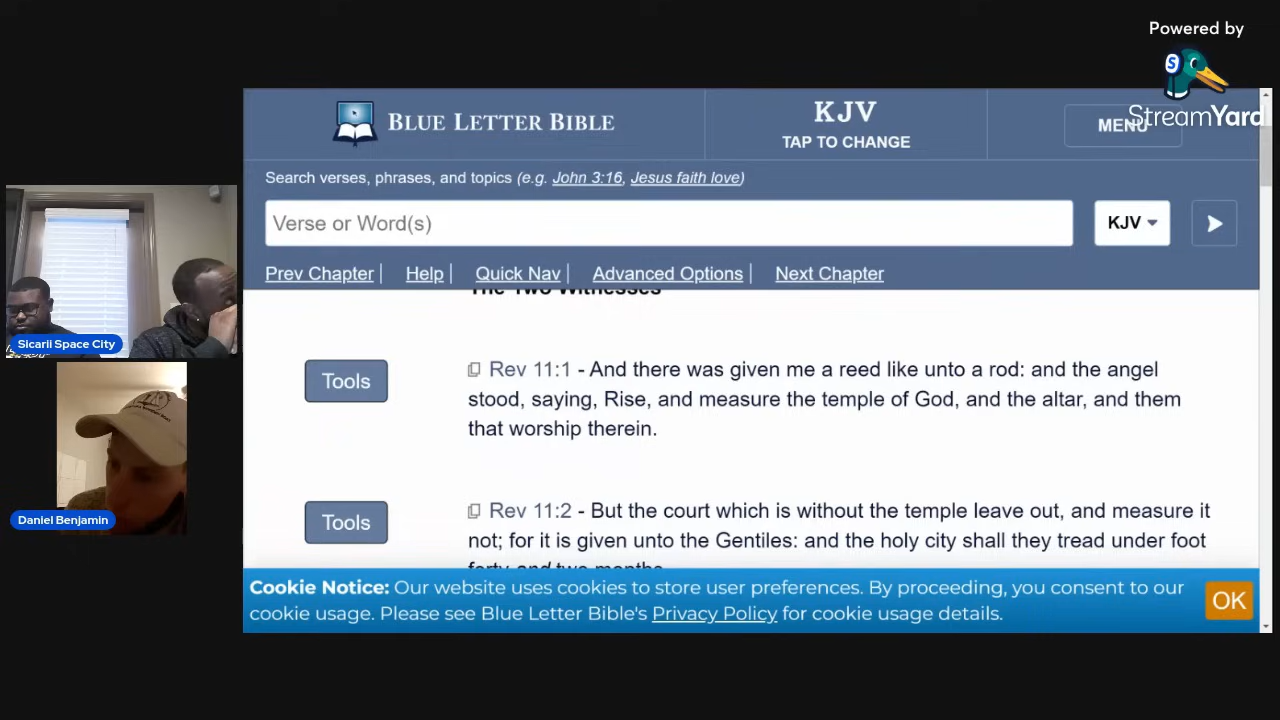 Powered by
StreamYard
BLUE LETTER BIBLE
KJV
TAP TO CHANGE
MENU
Search verses, phrases, and topics (e.g. John 3:16, Jesus faith love)
Verse or Word(s)
KJV
Prev Chapter | Help | Quick Nav | Advanced Options | Next Chapter
The Two Witnesses
Tools
Rev 11:1 - And there was given me a reed like unto a rod: and the angel
stood, saying, Rise, and measure the temple of God, and the altar, and them
that worship therein.
Tools
Rev 11:2 - But the court which is without the temple leave out, and measure it
not; for it is given unto the Gentiles: and the holy city shall they tread under foot
forty and two months.
Cookie Notice: Our website uses cookies to store user preferences. By proceeding, you consent to our
cookie usage. Please see Blue Letter Bible's Privacy Policy for cookie usage details.
OK
Sicarii Space City
Daniel Benjamin